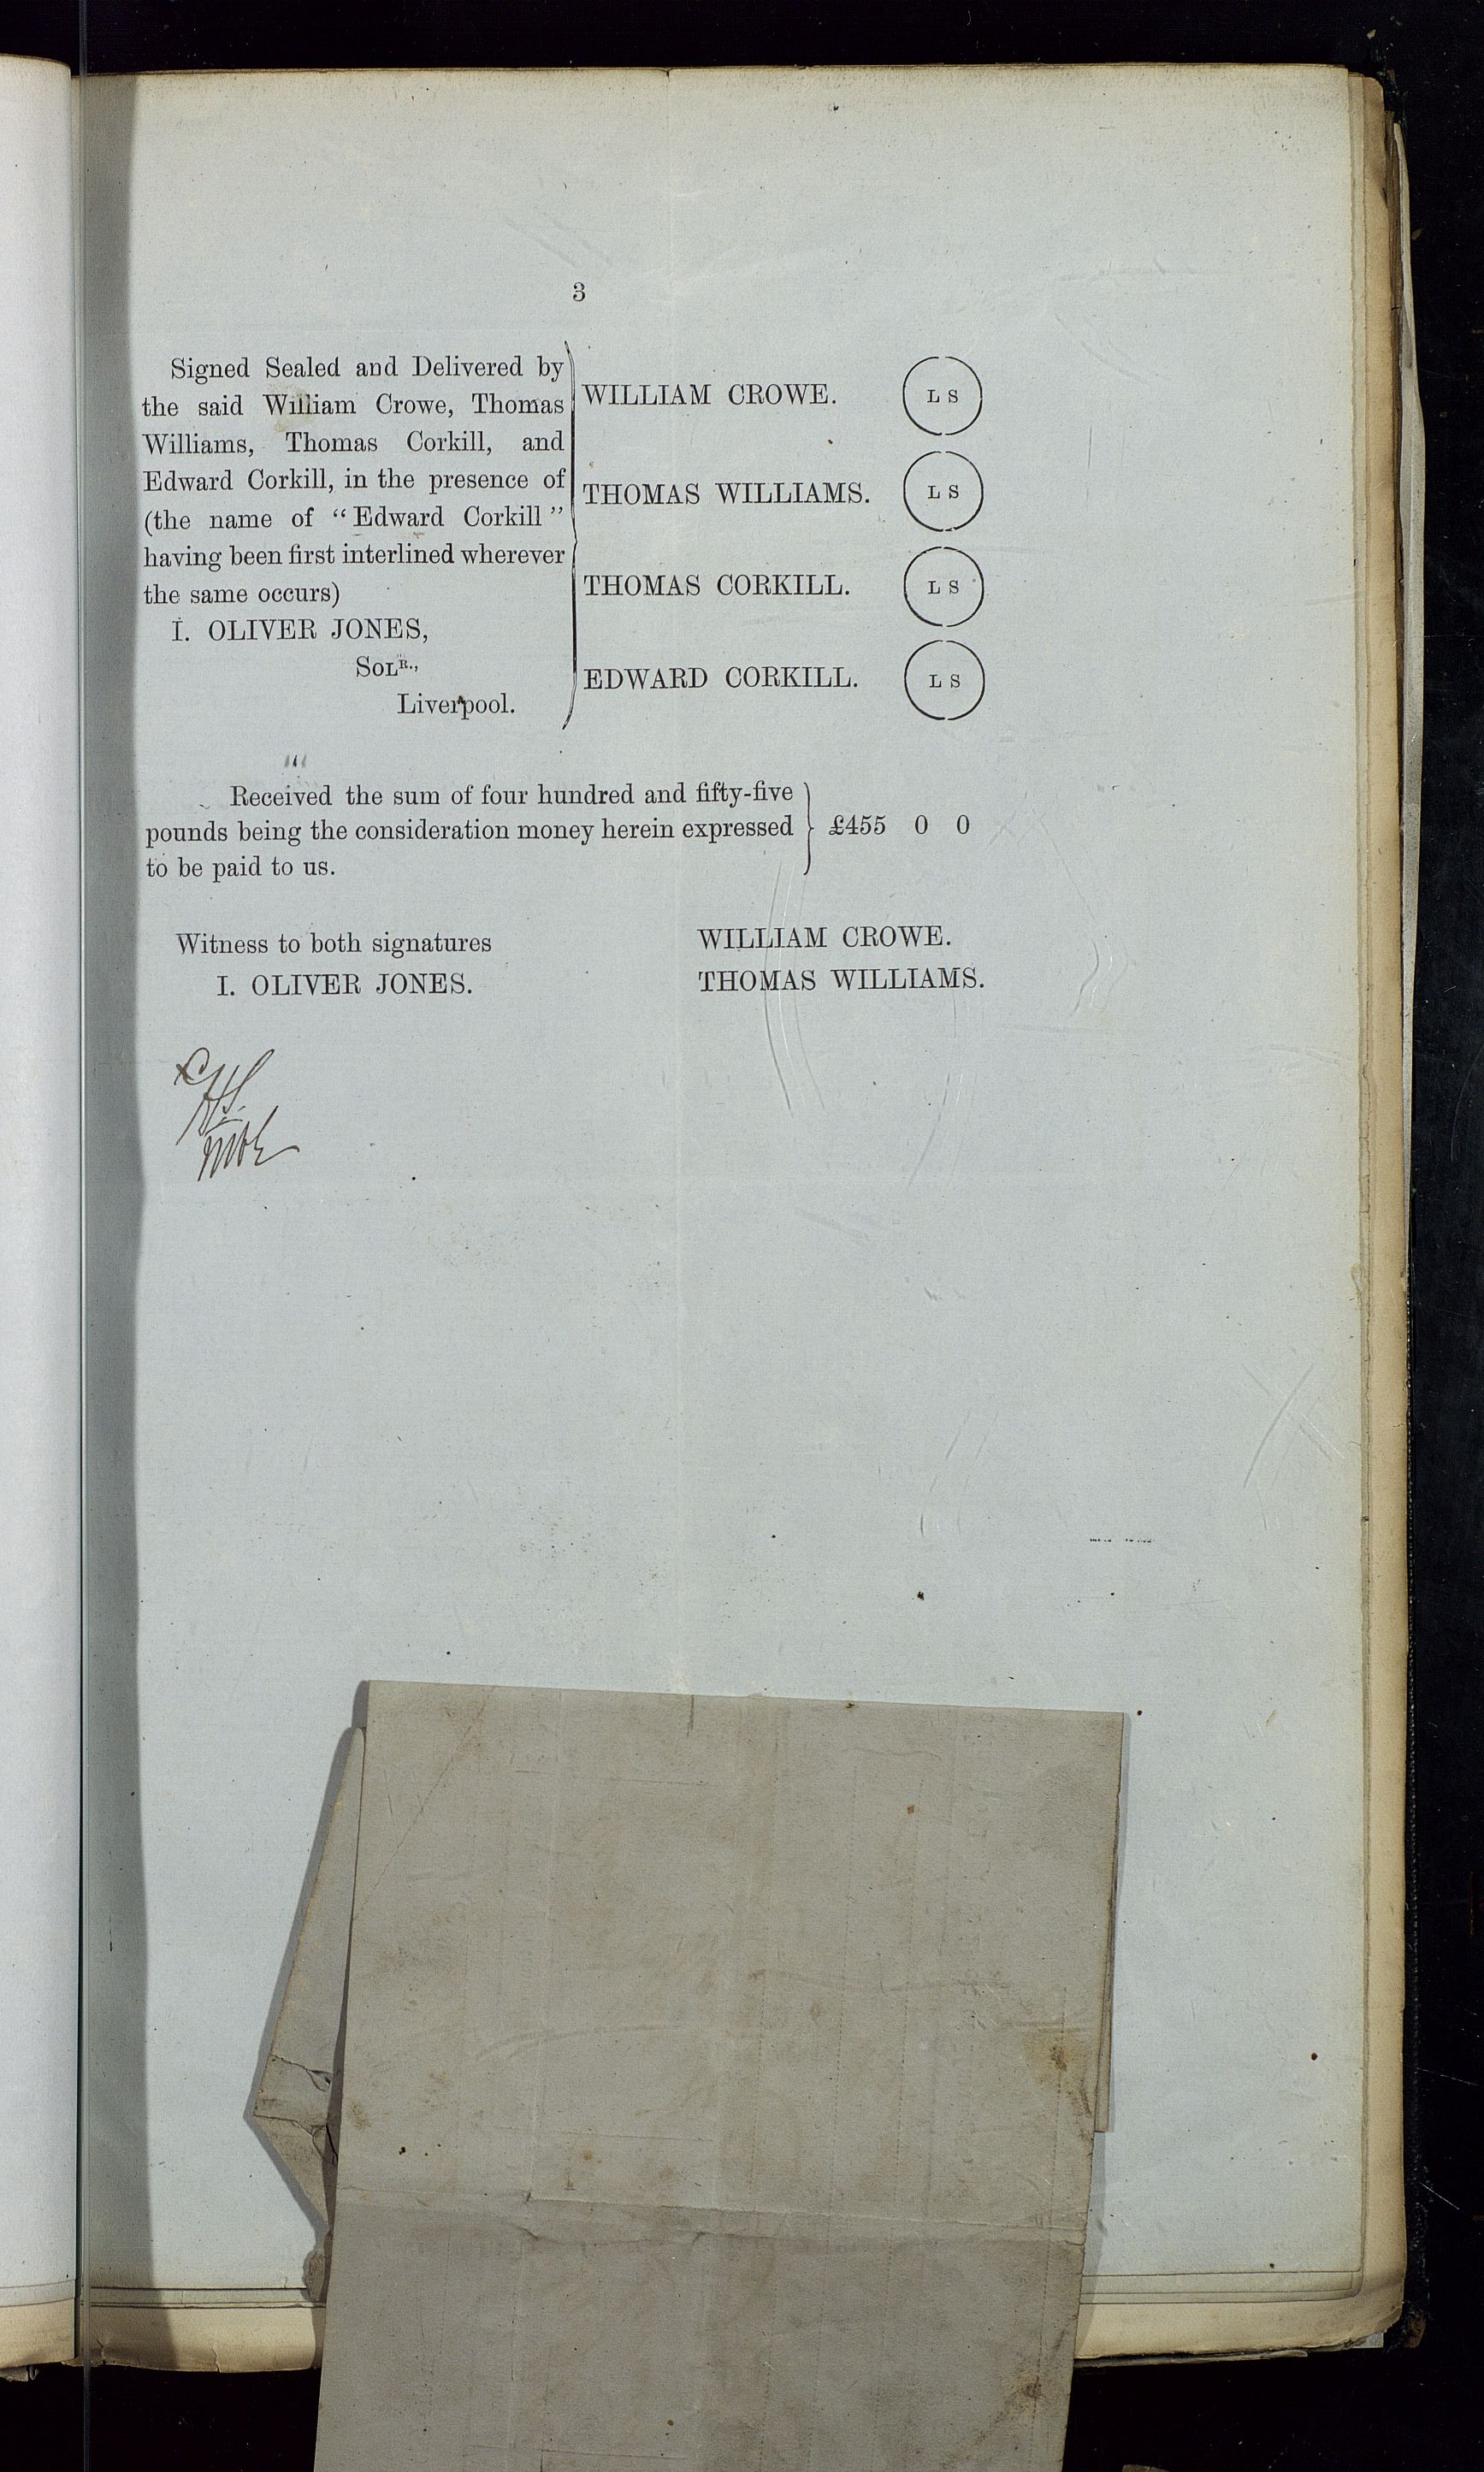 3
Signed Sealed and Delivered by
the said William Crowe, Thomas
Williams, Thomas Corkill, and
Edward Corkill, in the presence of
(the name of “Edward Corkill”
having been first interlined wherever
the same occurs)
I. OLIVER JONES,
SOLR.,
Liverpool.
WILLIAM CROWE. L S
THOMAS WILLIAMS. L S
THOMAS CORKILL. L S
EDWARD CORKILL. L S
Received the sum of four hundred and fifty-five
pounds being the consideration money herein expressed
to be paid to us.
£455 0 0
Witness to both signatures
I. OLIVER JONES.
WILLIAM CROWE.
THOMAS WILLIAMS.